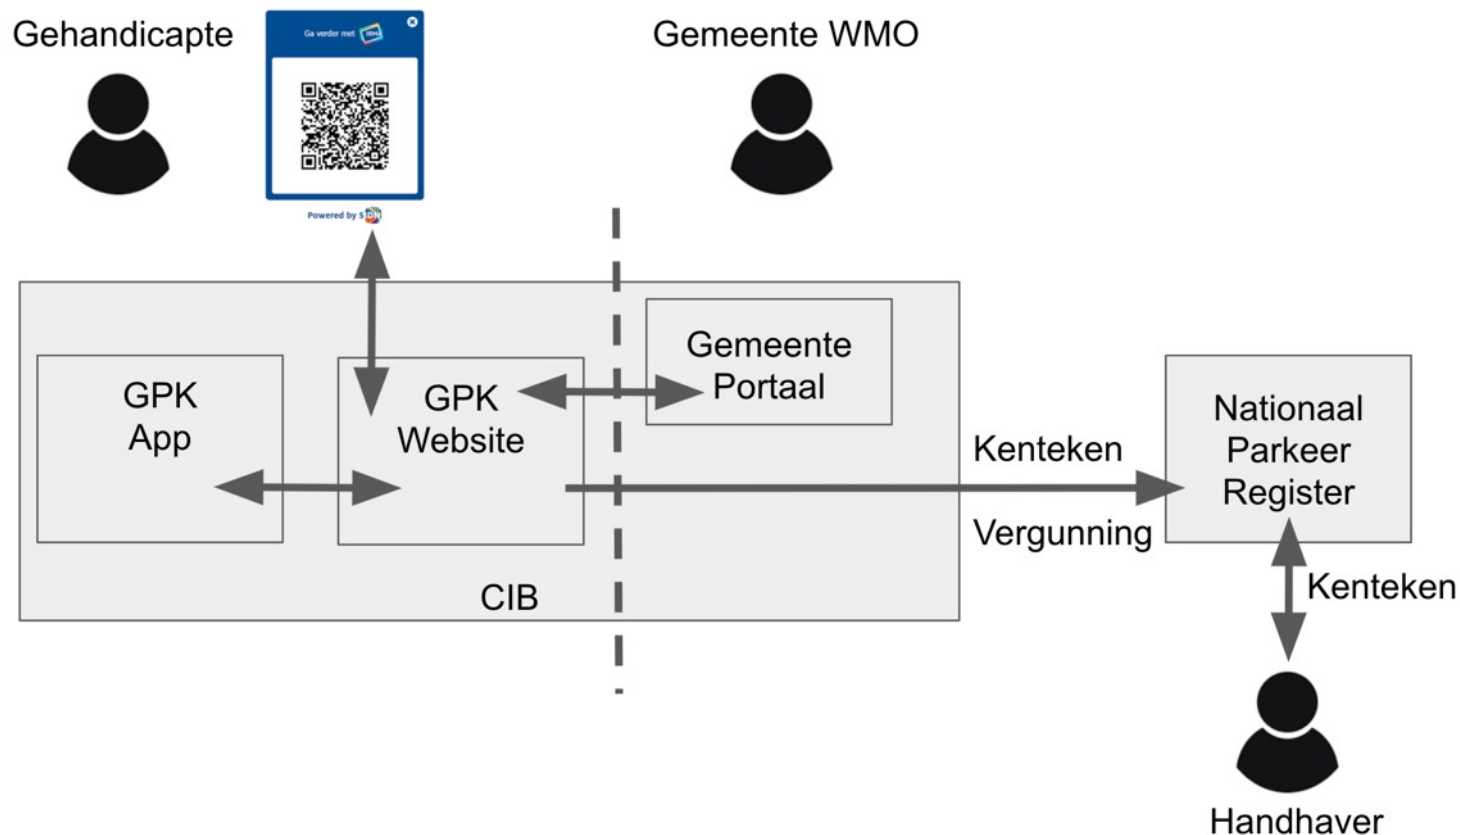 Gehandicapte
Ga verder met IRMA
Gemeente WMO
Powered by SIDN
Gemeente
Portaal
GPK
App
GPK
Website
Nationaal
Parkeer
Register
Kenteken
Vergunning
CIB
Kenteken
Handhaver